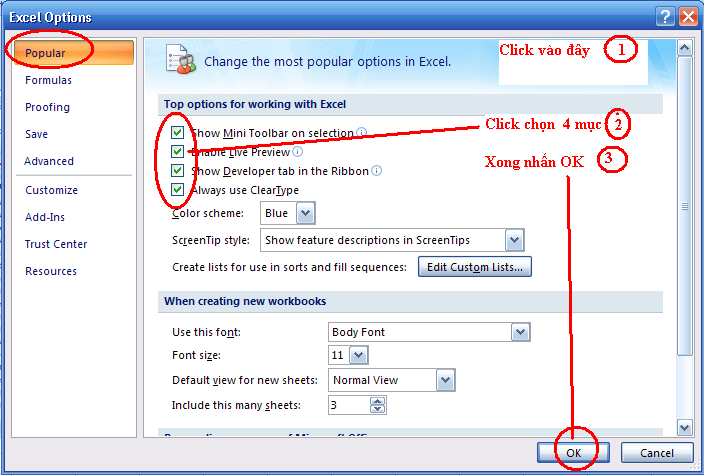 Excel Options
Popular
Formulas
Proofing
Save
Advanced
Customize
Add-Ins
Trust Center
Resources
Change the most popular options in Excel.
Click vào đây 1
Top options for working with Excel
Show Mini Toolbar on selection
Click chọn 4 mục 2
Enable Live Preview
Xong nhấn OK 3
Show Developer tab in the Ribbon
Always use ClearType
Color scheme: Blue
ScreenTip style: Show feature descriptions in ScreenTips
Create lists for use in sorts and fill sequences: Edit Custom Lists...
When creating new workbooks
Use this font: Body Font
Font size: 11
Default view for new sheets: Normal View
Include this many sheets: 3
OK Cancel